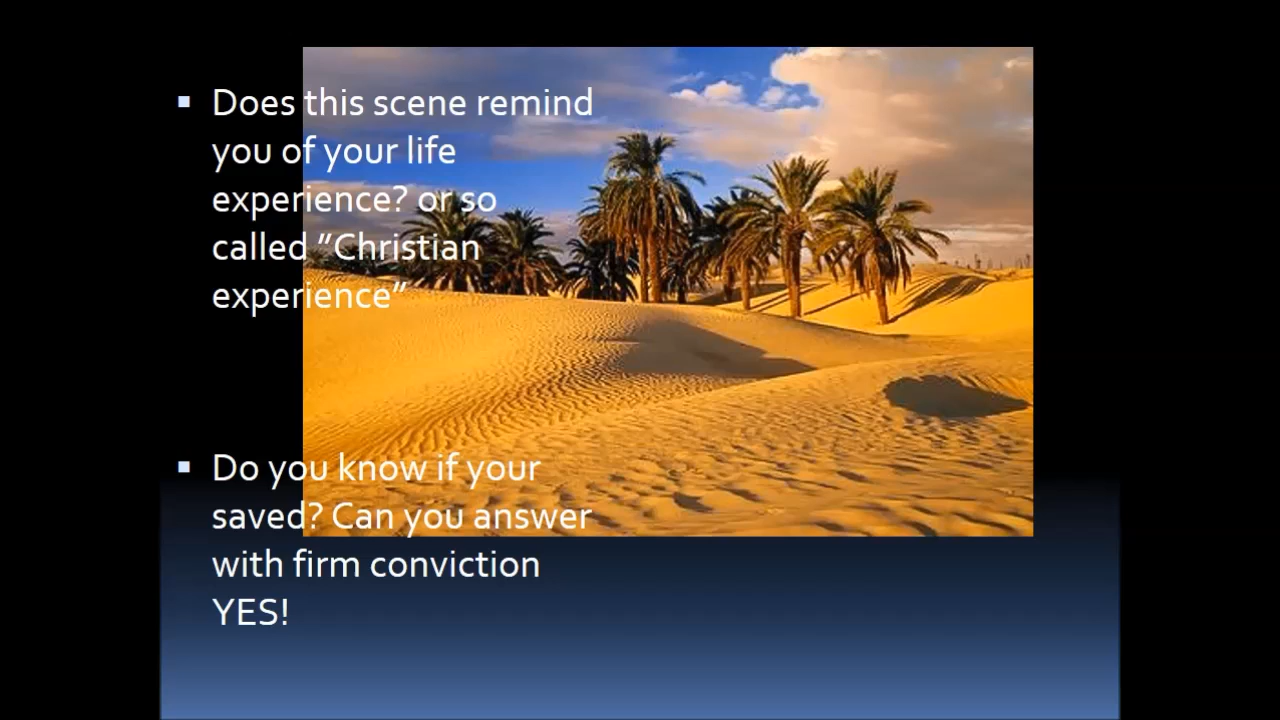 ▪ Does this scene remind
you of your life
experience? or so
called ”Christian
experience”
▪ Do you know if your
saved? Can you answer
with firm conviction
YES!